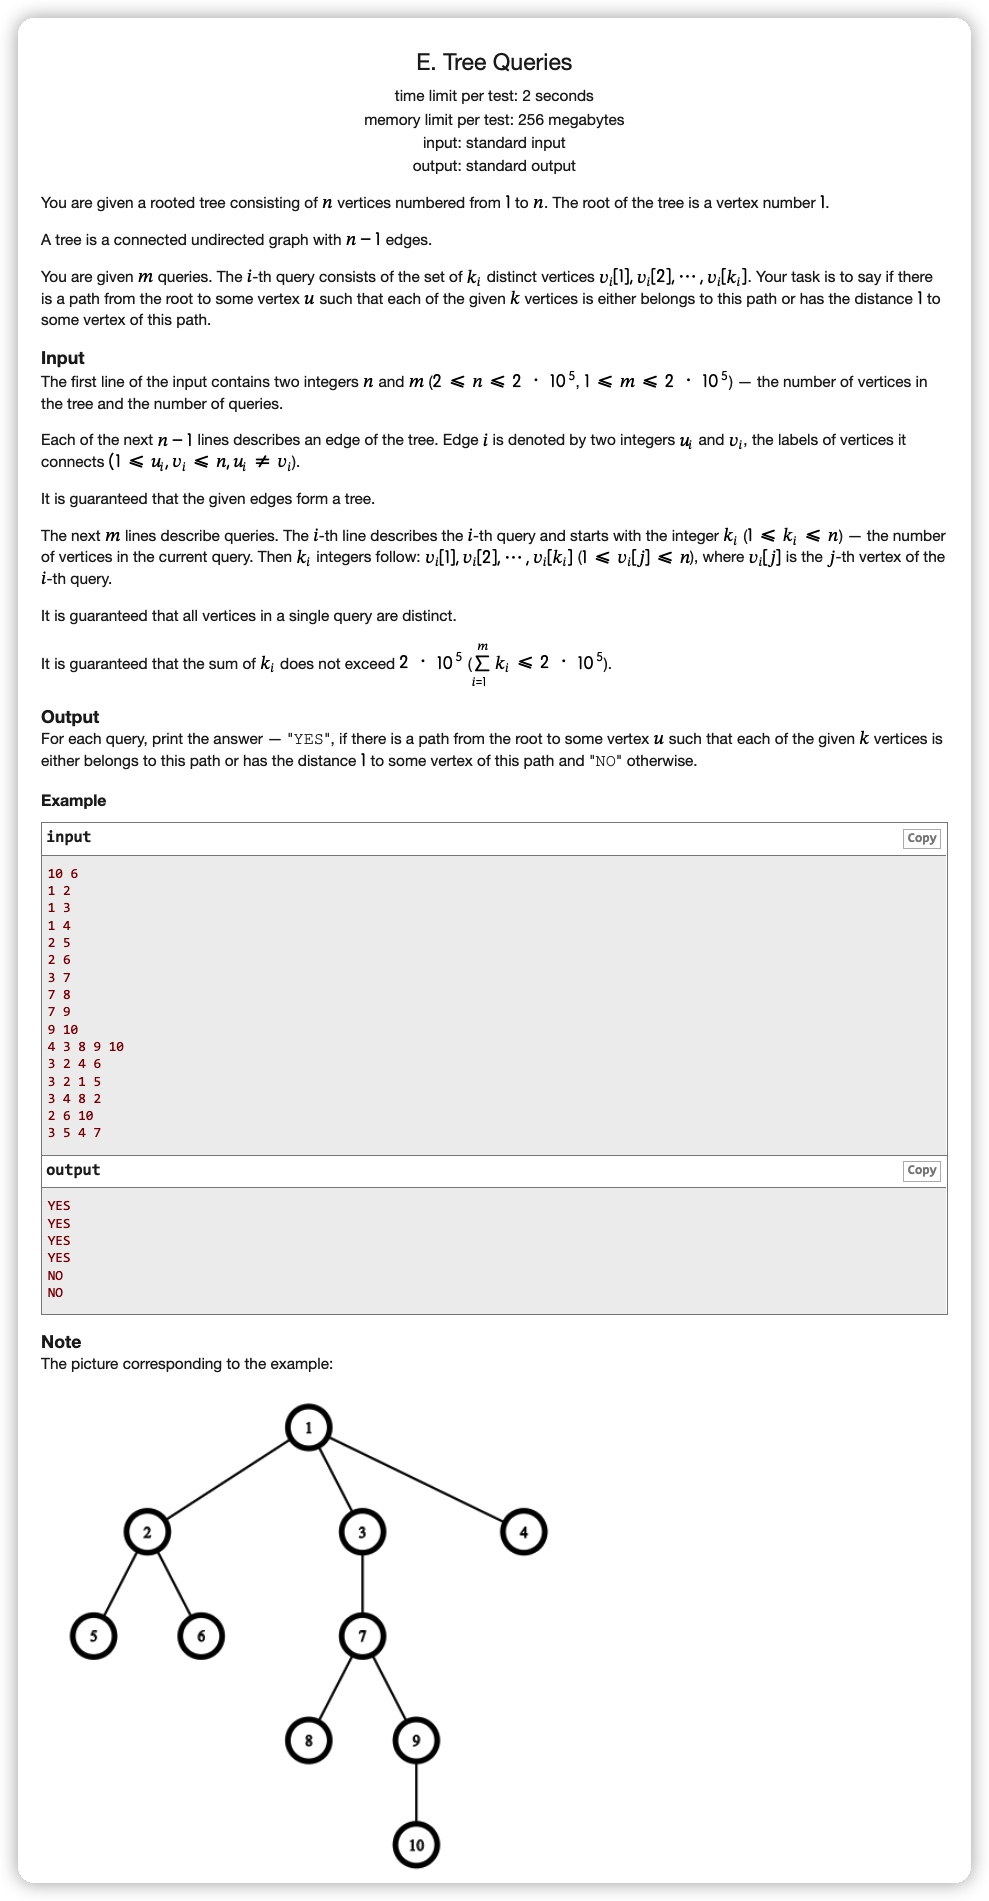 E. Tree Queries
time limit per test: 2 seconds
memory limit per test: 256 megabytes
input: standard input
output: standard output
You are given a rooted tree consisting of n vertices numbered from 1 to n. The root of the tree is a vertex number 1.
A tree is a connected undirected graph with n − 1 edges.
You are given m queries. The i-th query consists of the set of k_i distinct vertices v_i[1], v_i[2], ⋯ , v_i[k_i]. Your task is to say if there
is a path from the root to some vertex u such that each of the given k vertices is either belongs to this path or has the distance 1 to
some vertex of this path.
Input
The first line of the input contains two integers n and m (2 ⩽ n ⩽ 2 · 10^5, 1 ⩽ m ⩽ 2 · 10^5) — the number of vertices in
the tree and the number of queries.
Each of the next n − 1 lines describes an edge of the tree. Edge i is denoted by two integers u_i and v_i, the labels of vertices it
connects (1 ⩽ u_i, v_i ⩽ n, u_i ≠ v_i).
It is guaranteed that the given edges form a tree.
The next m lines describe queries. The i-th line describes the i-th query and starts with the integer k_i (1 ⩽ k_i ⩽ n) — the number
of vertices in the current query. Then k_i integers follow: v_i[1], v_i[2], ⋯ , v_i[k_i] (1 ⩽ v_i[j] ⩽ n), where v_i[j] is the j-th vertex of the
i-th query.
It is guaranteed that all vertices in a single query are distinct.
It is guaranteed that the sum of k_i does not exceed 2 · 10^5 (∑_{i=1}^{m} k_i ⩽ 2 · 10^5).
Output
For each query, print the answer — "YES", if there is a path from the root to some vertex u such that each of the given k vertices is
either belongs to this path or has the distance 1 to some vertex of this path and "NO" otherwise.
Example
input
Copy
10 6
1 2
1 3
1 4
2 5
2 6
3 7
7 8
7 9
9 10
4 3 8 9 10
3 2 4 6
3 2 1 5
3 4 8 2
2 6 10
3 5 4 7
output
Copy
YES
YES
YES
YES
NO
NO
Note
The picture corresponding to the example:
1
2
3
4
5
6
7
8
9
10